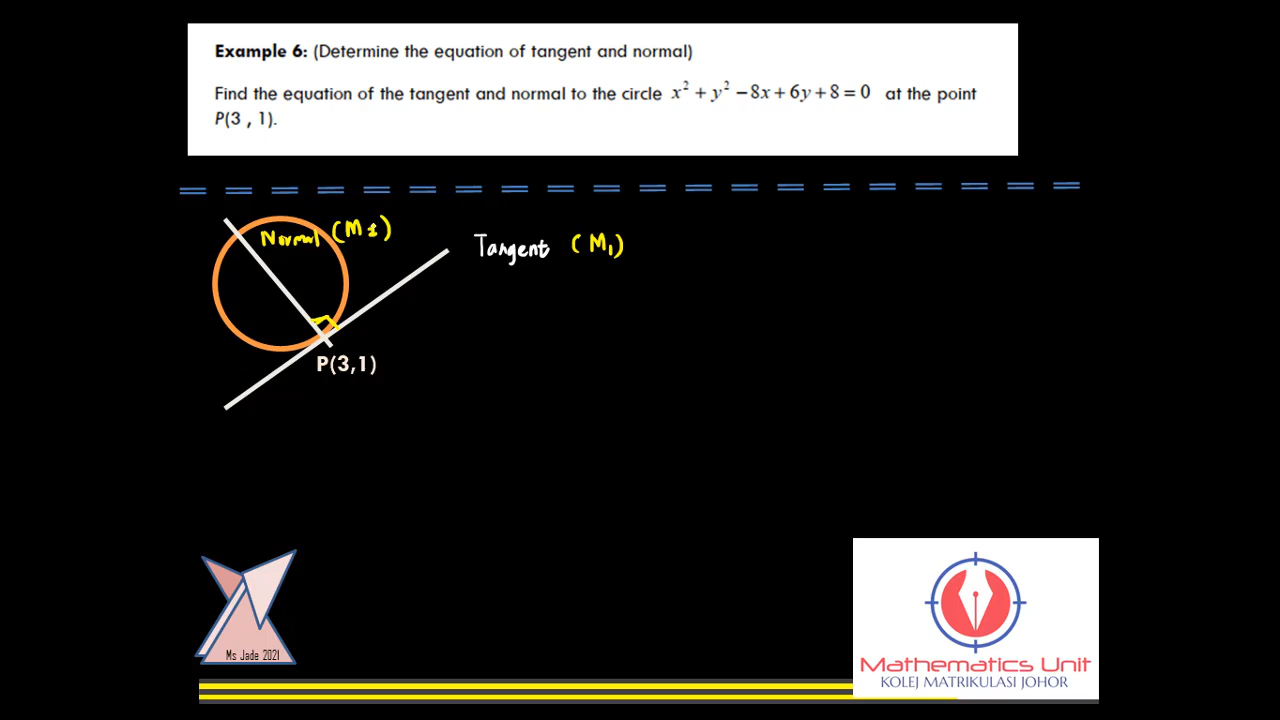 Example 6: (Determine the equation of tangent and normal)
Find the equation of the tangent and normal to the circle x² + y² − 8x + 6y + 8 = 0 at the point
P(3 , 1).
Normal (M₂)
Tangent (M₁)
P(3,1)
Ms Jade 2021
Mathematics Unit
KOLEJ MATRIKULASI JOHOR